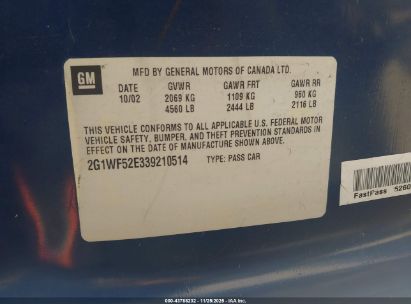 GM
MFD BY GENERAL MOTORS OF CANADA LTD.
DATE GVWR GAWR FRT GAWR RR
10/02 2069 KG 1109 KG 960 KG
4560 LB 2444 LB 2116 LB
THIS VEHICLE CONFORMS TO ALL APPLICABLE U.S. FEDERAL MOTOR
VEHICLE SAFETY, BUMPER, AND THEFT PREVENTION STANDARDS IN
EFFECT ON THE DATE OF MANUFACTURE SHOWN ABOVE.
2G1WF52E339210514 TYPE: PASS CAR
FastPass 5260